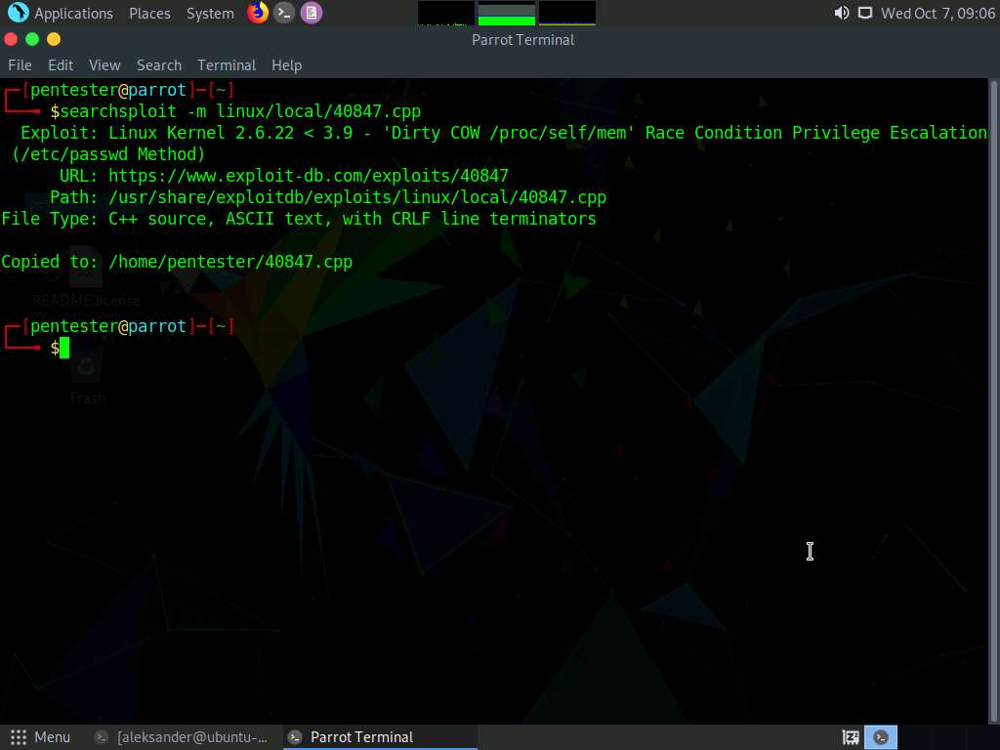 Applications Places System Wed Oct 7, 09:06
Parrot Terminal
File Edit View Search Terminal Help
[pentester@parrot]-[~]
$searchsploit -m linux/local/40847.cpp
Exploit: Linux Kernel 2.6.22 < 3.9 - 'Dirty COW /proc/self/mem' Race Condition Privilege Escalation
(/etc/passwd Method)
URL: https://www.exploit-db.com/exploits/40847
Path: /usr/share/exploitdb/exploits/linux/local/40847.cpp
File Type: C++ source, ASCII text, with CRLF line terminators
Copied to: /home/pentester/40847.cpp
README.license
[pentester@parrot]-[~]
$
Trash
Menu [aleksander@ubuntu-... Parrot Terminal